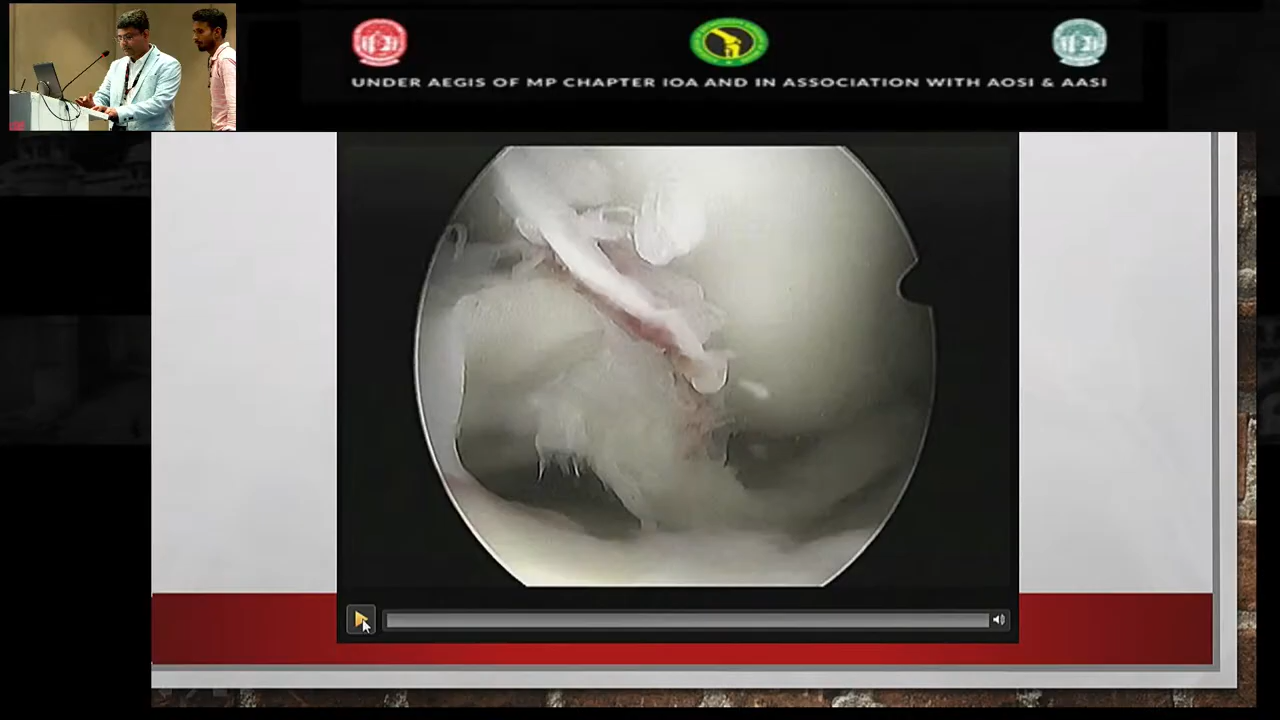 UNDER AEGIS OF MP CHAPTER IOA AND IN ASSOCIATION WITH AOSI & AASI